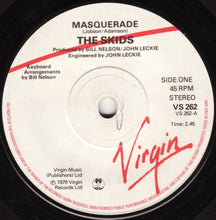 MASQUERADE
(Jobson/Adamson)
THE SKIDS
Produced by BILL NELSON/JOHN LECKIE
Engineered by JOHN LECKIE
Keyboard
Arrangements
by Bill Nelson
SIDE ONE
45 RPM
STEREO
VS 262
VS 262-A
Time: 2.45
Virgin Music
(Publishers) Ltd
℗ 1979 Virgin
Records Ltd
Virgin